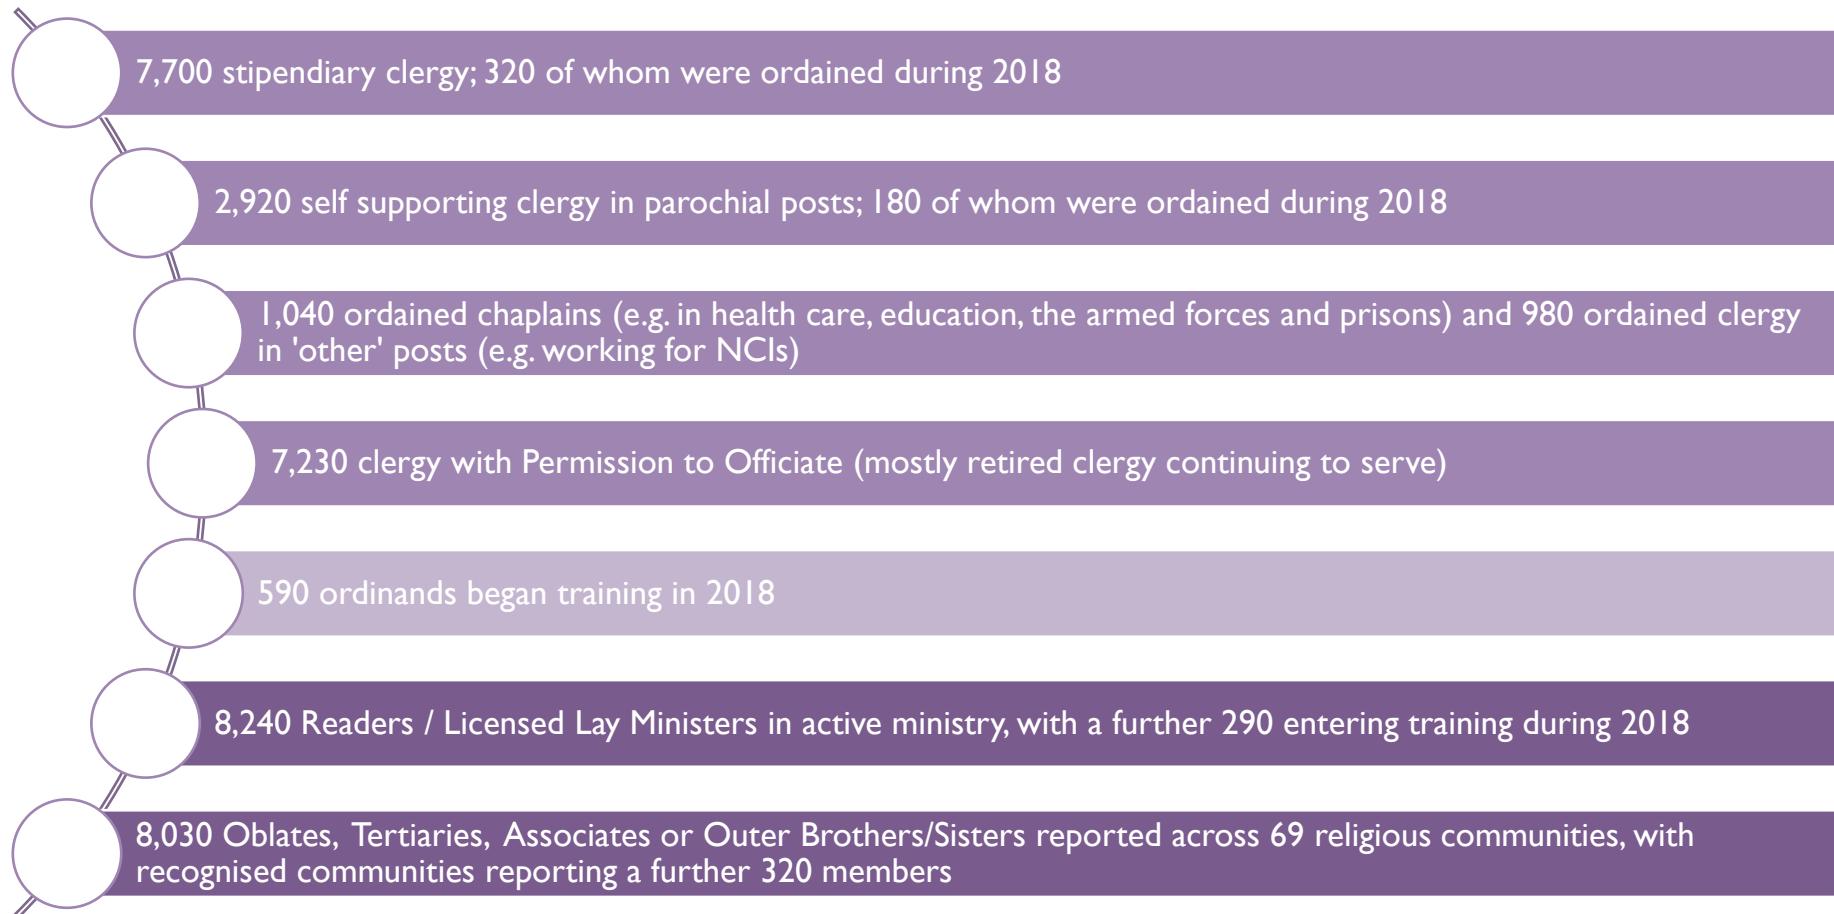 7,700 stipendiary clergy; 320 of whom were ordained during 2018
2,920 self supporting clergy in parochial posts; 180 of whom were ordained during 2018
1,040 ordained chaplains (e.g. in health care, education, the armed forces and prisons) and 980 ordained clergy
in 'other' posts (e.g. working for NCIs)
7,230 clergy with Permission to Officiate (mostly retired clergy continuing to serve)
590 ordinands began training in 2018
8,240 Readers / Licensed Lay Ministers in active ministry, with a further 290 entering training during 2018
8,030 Oblates, Tertiaries, Associates or Outer Brothers/Sisters reported across 69 religious communities, with
recognised communities reporting a further 320 members